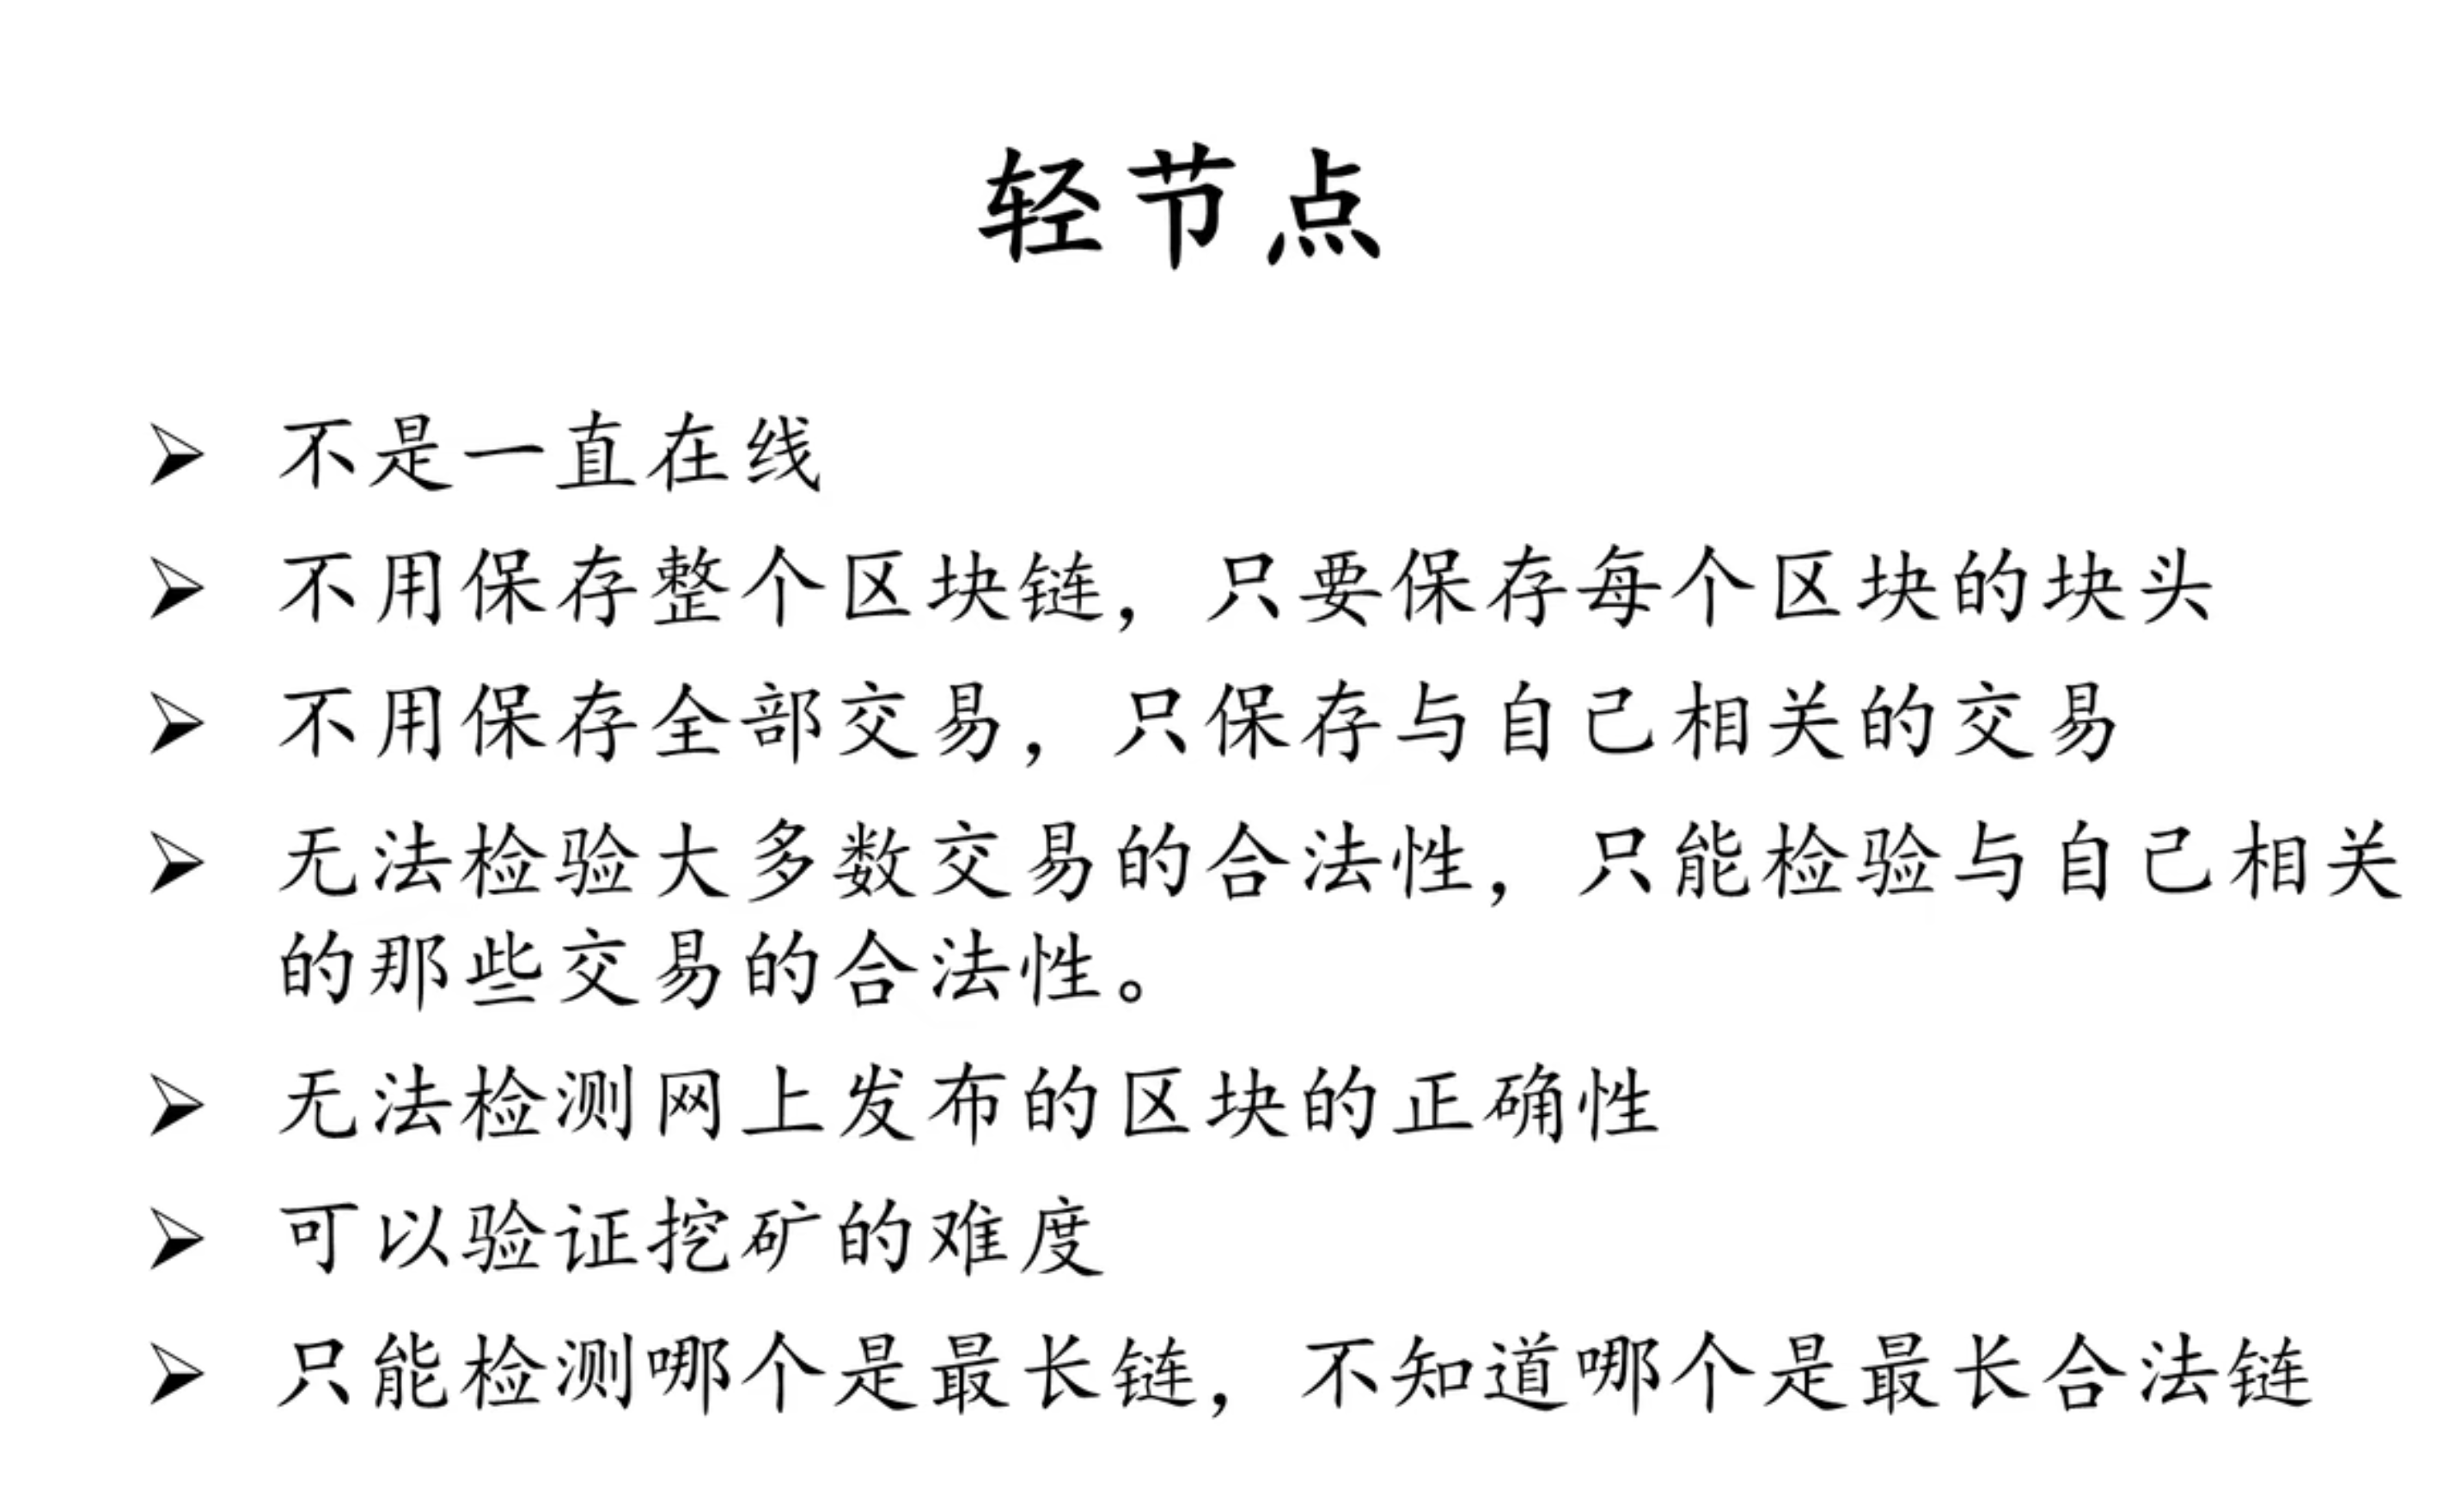 轻节点
不是一直在线
不用保存整个区块链，只要保存每个区块的块头
不用保存全部交易，只保存与自己相关的交易
无法检验大多数交易的合法性，只能检验与自己相关
的那些交易的合法性。
无法检测网上发布的区块的正确性
可以验证挖矿的难度
只能检测哪个是最长链，不知道哪个是最长合法链